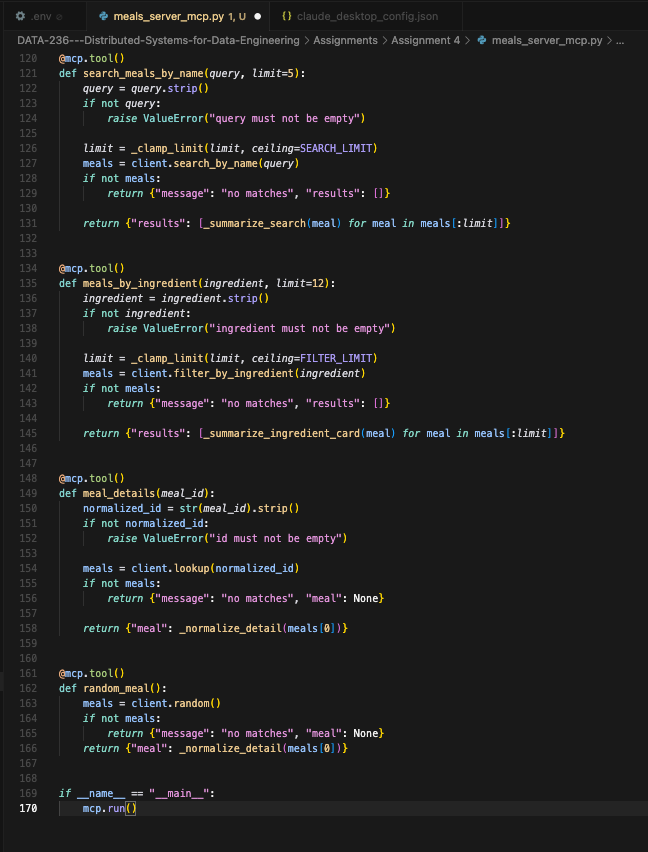 .env
meals_server_mcp.py 1, U
claude_desktop_config.json
DATA-236---Distributed-Systems-for-Data-Engineering > Assignments > Assignment 4 > meals_server_mcp.py > ...
120 @mcp.tool()
121 def search_meals_by_name(query, limit=5):
122     query = query.strip()
123     if not query:
124         raise ValueError("query must not be empty")
125
126     limit = _clamp_limit(limit, ceiling=SEARCH_LIMIT)
127     meals = client.search_by_name(query)
128     if not meals:
129         return {"message": "no matches", "results": []}
130
131     return {"results": [_summarize_search(meal) for meal in meals[:limit]]}
132
133
134 @mcp.tool()
135 def meals_by_ingredient(ingredient, limit=12):
136     ingredient = ingredient.strip()
137     if not ingredient:
138         raise ValueError("ingredient must not be empty")
139
140     limit = _clamp_limit(limit, ceiling=FILTER_LIMIT)
141     meals = client.filter_by_ingredient(ingredient)
142     if not meals:
143         return {"message": "no matches", "results": []}
144
145     return {"results": [_summarize_ingredient_card(meal) for meal in meals[:limit]]}
146
147
148 @mcp.tool()
149 def meal_details(meal_id):
150     normalized_id = str(meal_id).strip()
151     if not normalized_id:
152         raise ValueError("id must not be empty")
153
154     meals = client.lookup(normalized_id)
155     if not meals:
156         return {"message": "no matches", "meal": None}
157
158     return {"meal": _normalize_detail(meals[0])}
159
160
161 @mcp.tool()
162 def random_meal():
163     meals = client.random()
164     if not meals:
165         return {"message": "no matches", "meal": None}
166     return {"meal": _normalize_detail(meals[0])}
167
168
169 if __name__ == "__main__":
170     mcp.run()